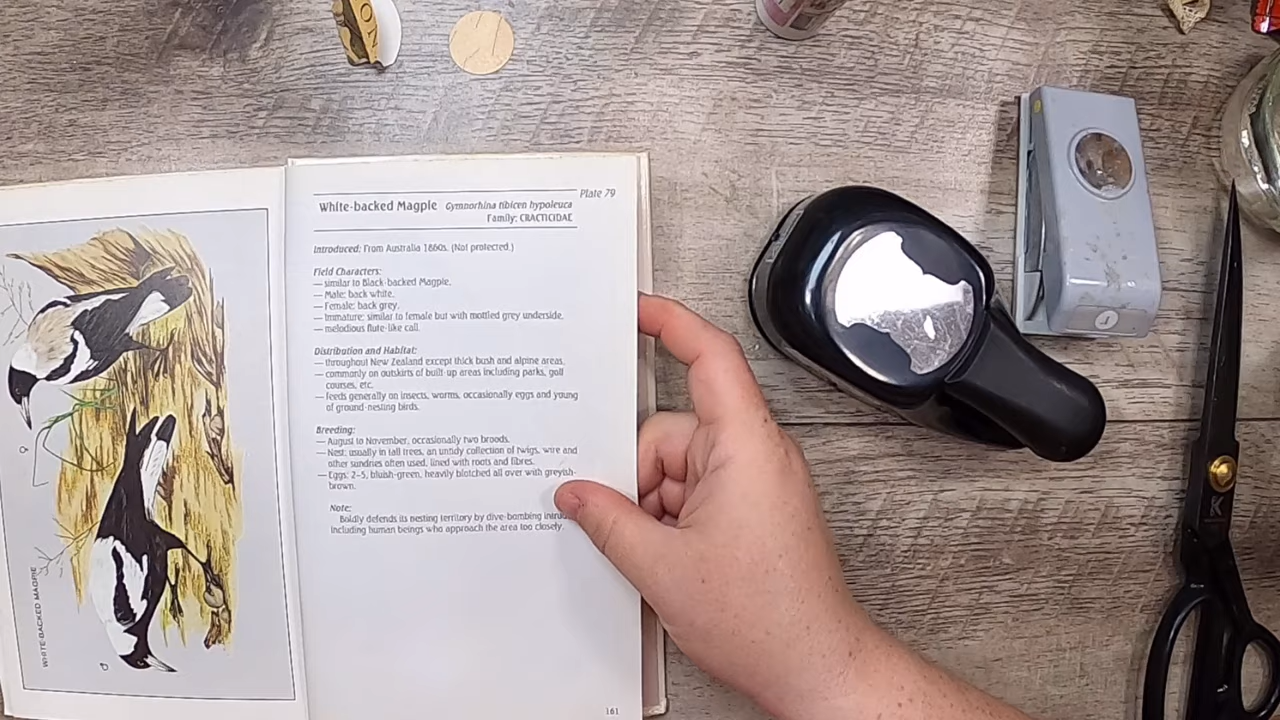 ON
WHITE-BACKED MAGPIE
♀
♂
Plate 79
White-backed Magpie Gymnorhina tibicen hypoleuca
Family: CRACTICIDAE
Introduced: From Australia 1860s. (Not protected.)
Field Characters:
— similar to Black-backed Magpie.
— Male: back white.
— Female: back grey.
— Immature: similar to female but with mottled grey underside.
— melodious flute-like call.
Distribution and Habitat:
— throughout New Zealand except thick bush and alpine areas.
— commonly on outskirts of built-up areas including parks, golf
courses, etc.
— feeds generally on insects, worms, occasionally eggs and young
of ground-nesting birds.
Breeding:
— August to November, occasionally two broods.
— Nest: usually in tall trees, an untidy collection of twigs, wire and
other sundries often used, lined with roots and fibres.
— Eggs: 2–5, bluish-green, heavily blotched all over with greyish-
brown.
Note:
Boldly defends its nesting territory by dive-bombing
including human beings who approach the area too closely.
161
K